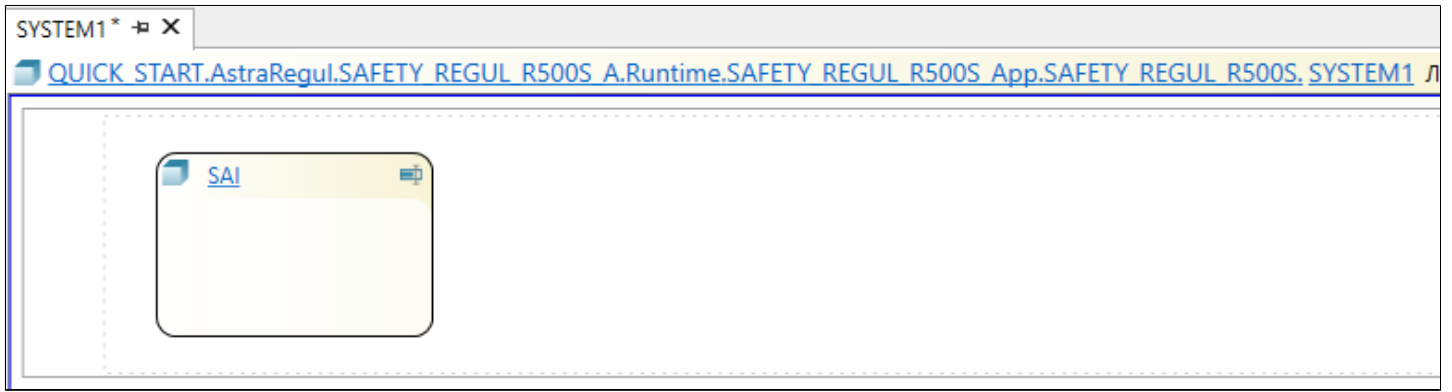 SYSTEM1*
QUICK_START.AstraRegul.SAFETY_REGUL_R500S_A.Runtime.SAFETY_REGUL_R500S_App.SAFETY_REGUL_R500S. SYSTEM1 Л
SAI